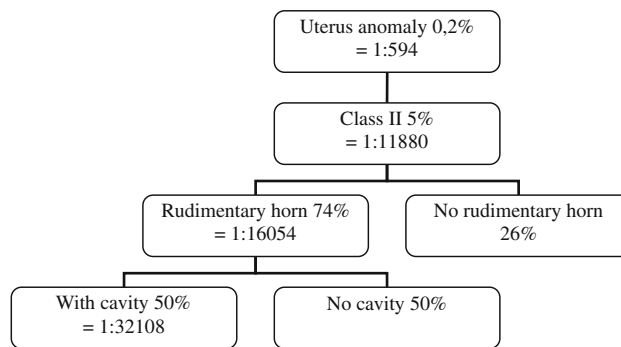 Uterus anomaly 0,2%
= 1:594
Class II 5%
= 1:11880
Rudimentary horn 74%
= 1:16054
No rudimentary horn
26%
With cavity 50%
= 1:32108
No cavity 50%